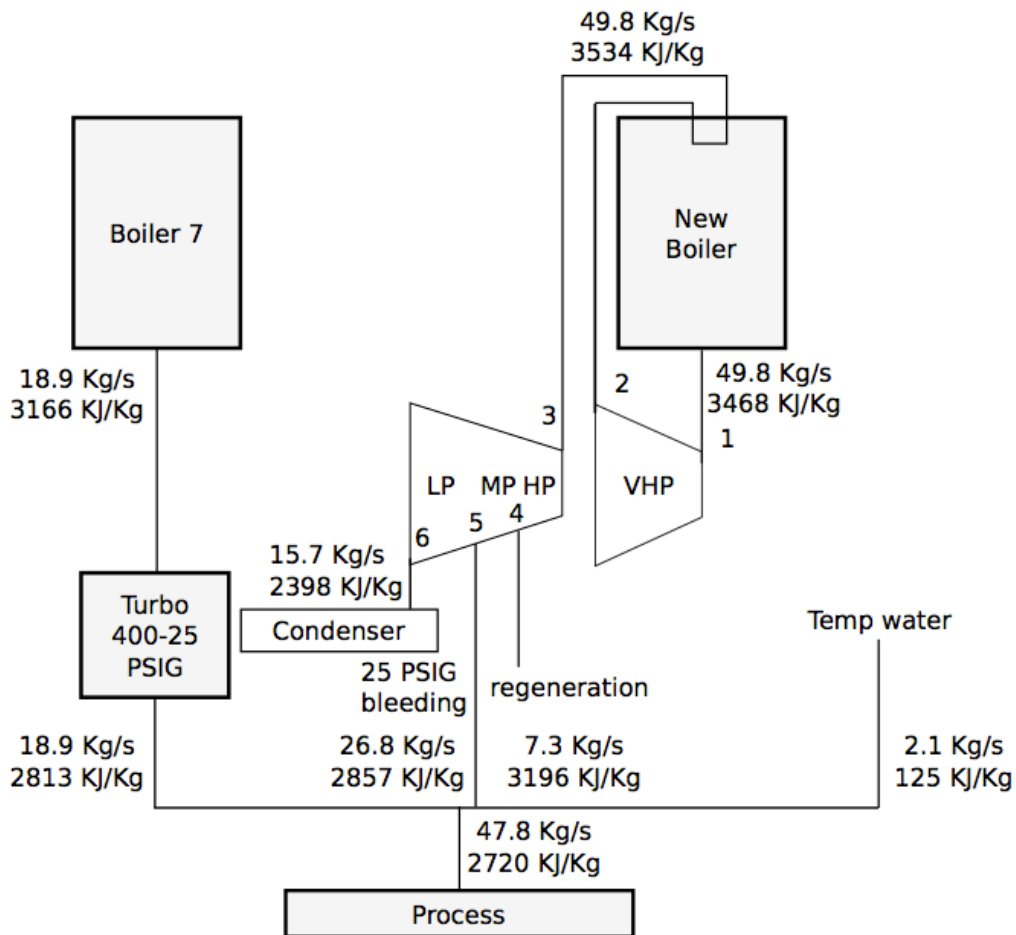 49.8 Kg/s
3534 KJ/Kg
Boiler 7
New
Boiler
18.9 Kg/s
3166 KJ/Kg
2
49.8 Kg/s
3468 KJ/Kg
3
1
LP
MP HP
VHP
6
5
4
15.7 Kg/s
2398 KJ/Kg
Turbo
400-25
PSIG
Condenser
Temp water
25 PSIG
bleeding
regeneration
18.9 Kg/s
2813 KJ/Kg
26.8 Kg/s
2857 KJ/Kg
7.3 Kg/s
3196 KJ/Kg
2.1 Kg/s
125 KJ/Kg
47.8 Kg/s
2720 KJ/Kg
Process